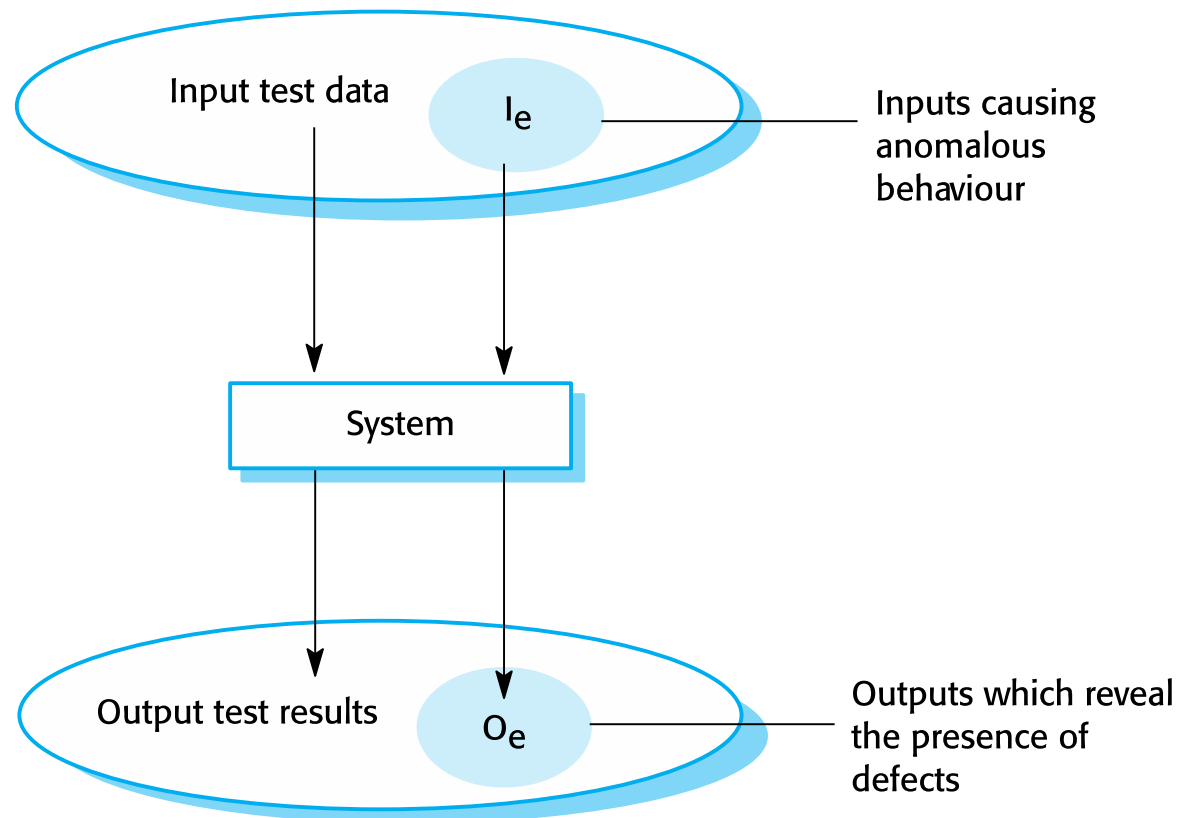 Input test data
Ie
Inputs causing
anomalous
behaviour
System
Output test results
Oe
Outputs which reveal
the presence of
defects